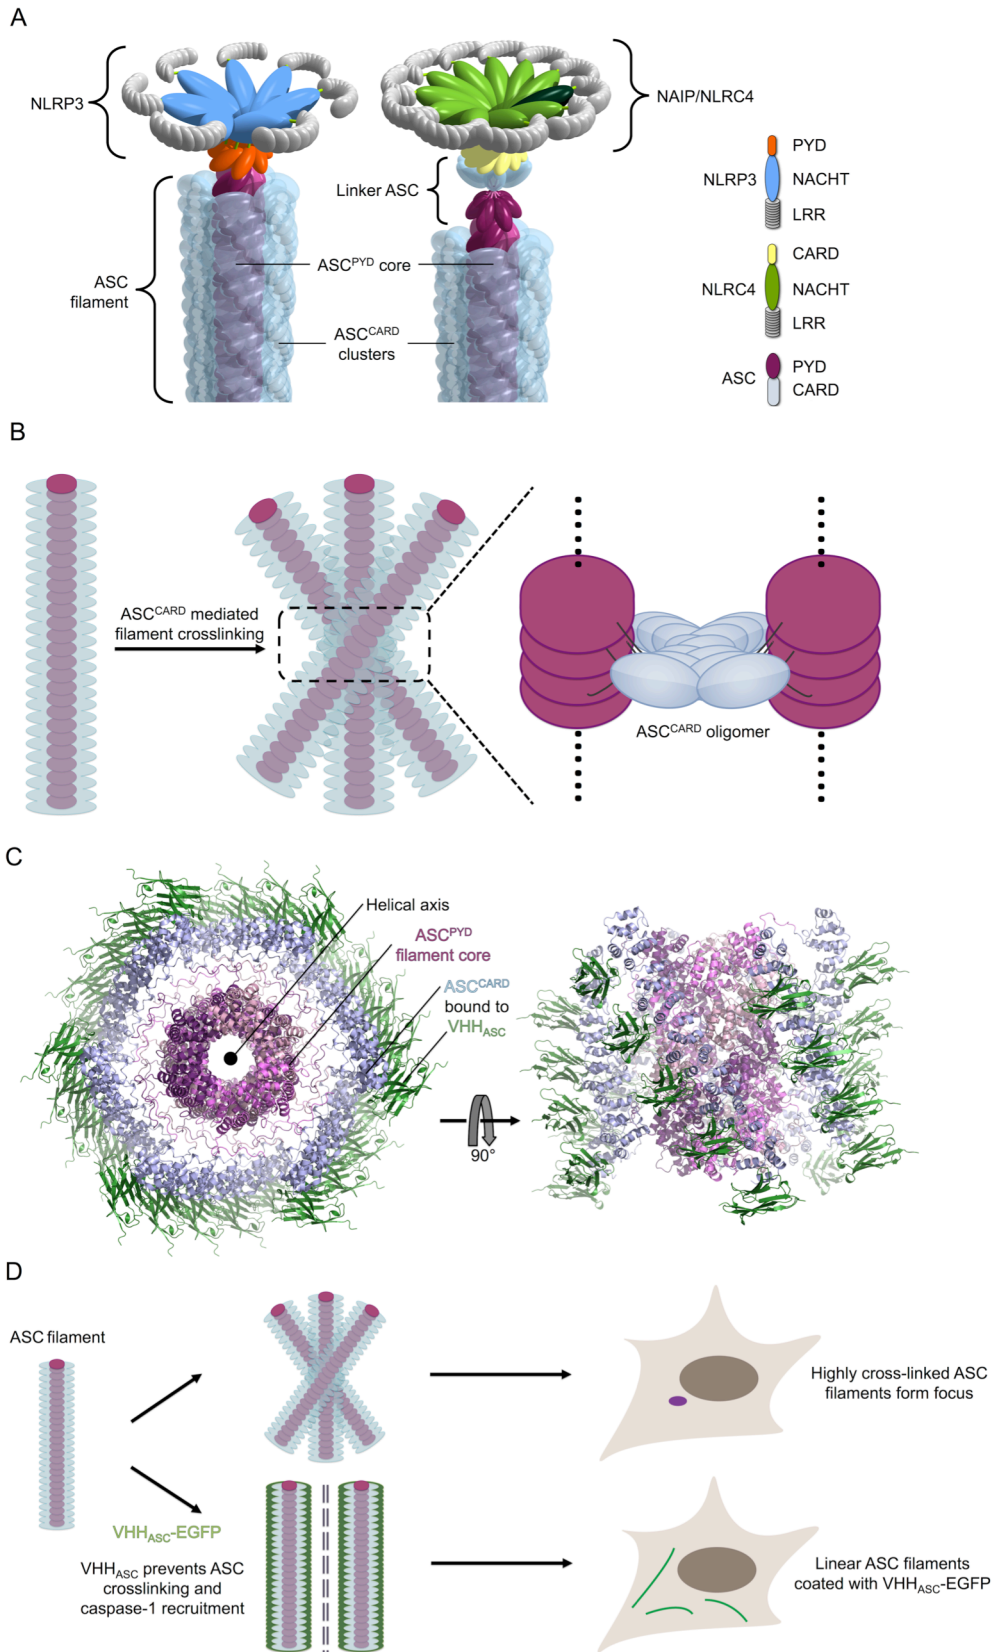 A
NLRP3
NAIP/NLRC4
Linker ASC
ASC
filament
ASCPYD core
ASCCARD
clusters
PYD
NLRP3
NACHT
LRR
CARD
NLRC4
NACHT
LRR
PYD
ASC
CARD
B
ASCCARD mediated
filament crosslinking
ASCCARD oligomer
C
Helical axis
ASCPYD
filament core
ASCCARD
bound to
VHHASC
90°
D
ASC filament
Highly cross-linked ASC
filaments form focus
VHHASC-EGFP
VHHASC prevents ASC
crosslinking and
caspase-1 recruitment
Linear ASC filaments
coated with VHHASC-EGFP